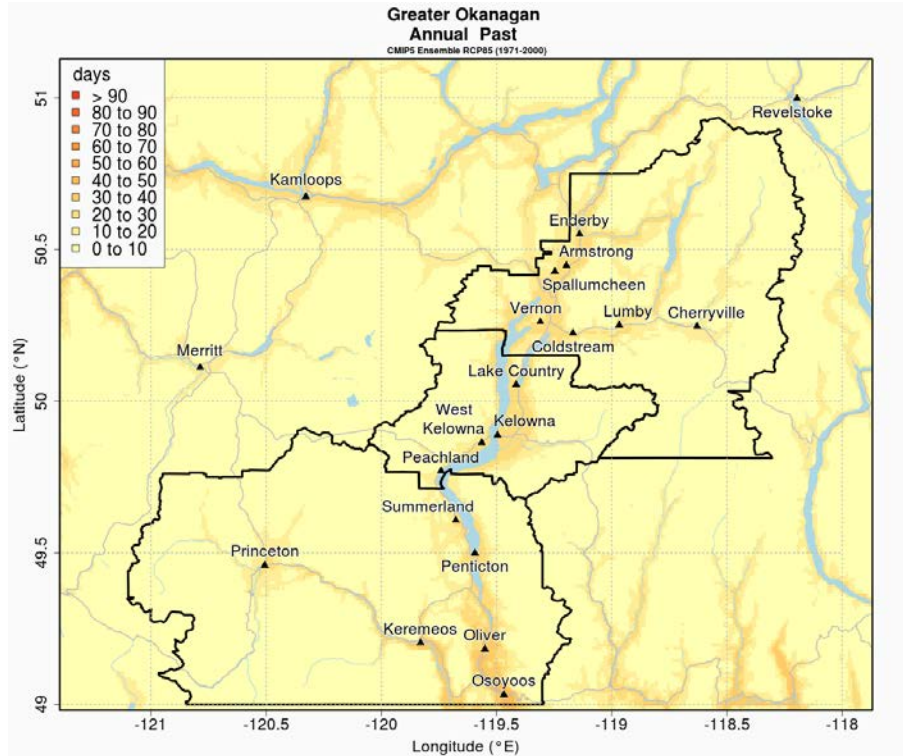 Greater Okanagan
Annual Past
CMIP5 Ensemble RCP85 (1971-2000)
days
> 90
80 to 90
70 to 80
60 to 70
50 to 60
40 to 50
30 to 40
20 to 30
10 to 20
0 to 10
51
Revelstoke
Kamloops
Enderby
50.5
Armstrong
Spallumcheen
Vernon
Lumby
Cherryville
Coldstream
Merritt
Lake Country
50
West
Kelowna
Kelowna
Peachland
Summerland
49.5
Princeton
Penticton
Keremeos
Oliver
Osoyoos
49
Latitude (°N)
-121
-120.5
-120
-119.5
-119
-118.5
-118
Longitude (°E)